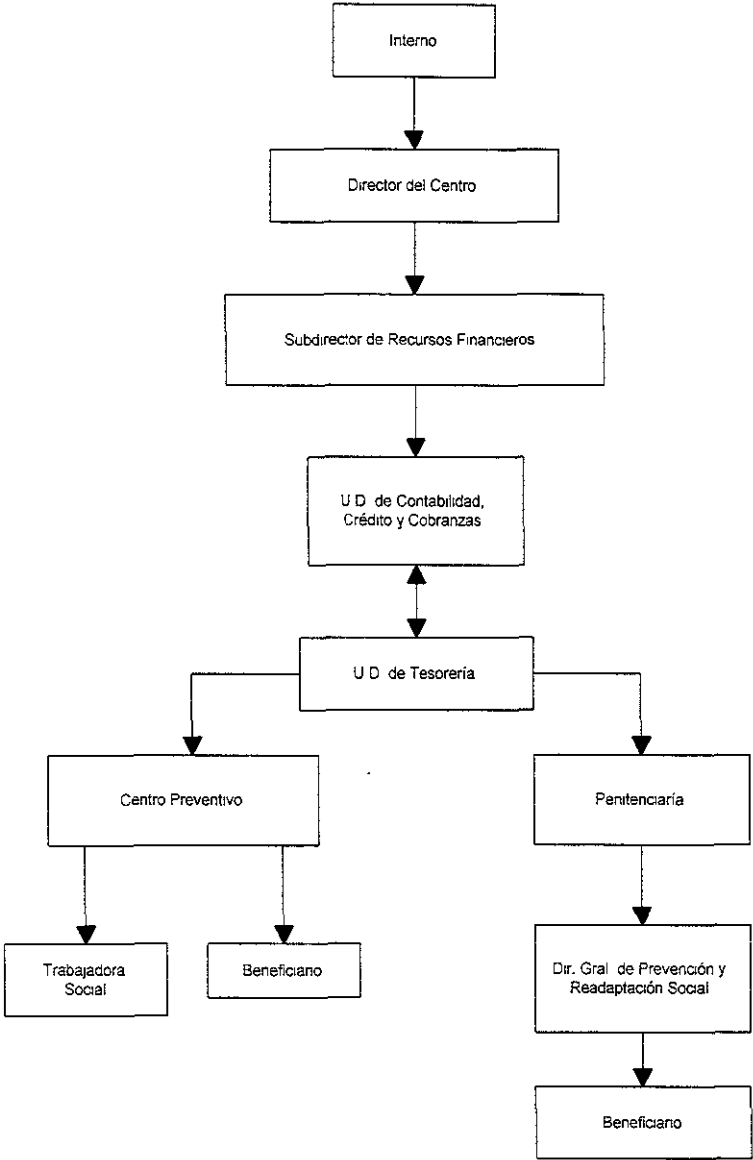 Interno
Director del Centro
Subdirector de Recursos Financieros
U D de Contabilidad,
Crédito y Cobranzas
U D de Tesorería
Centro Preventivo
Penitenciaría
Trabajadora
Social
Beneficiario
Dir. Gral de Prevención y
Readaptación Social
Beneficiario